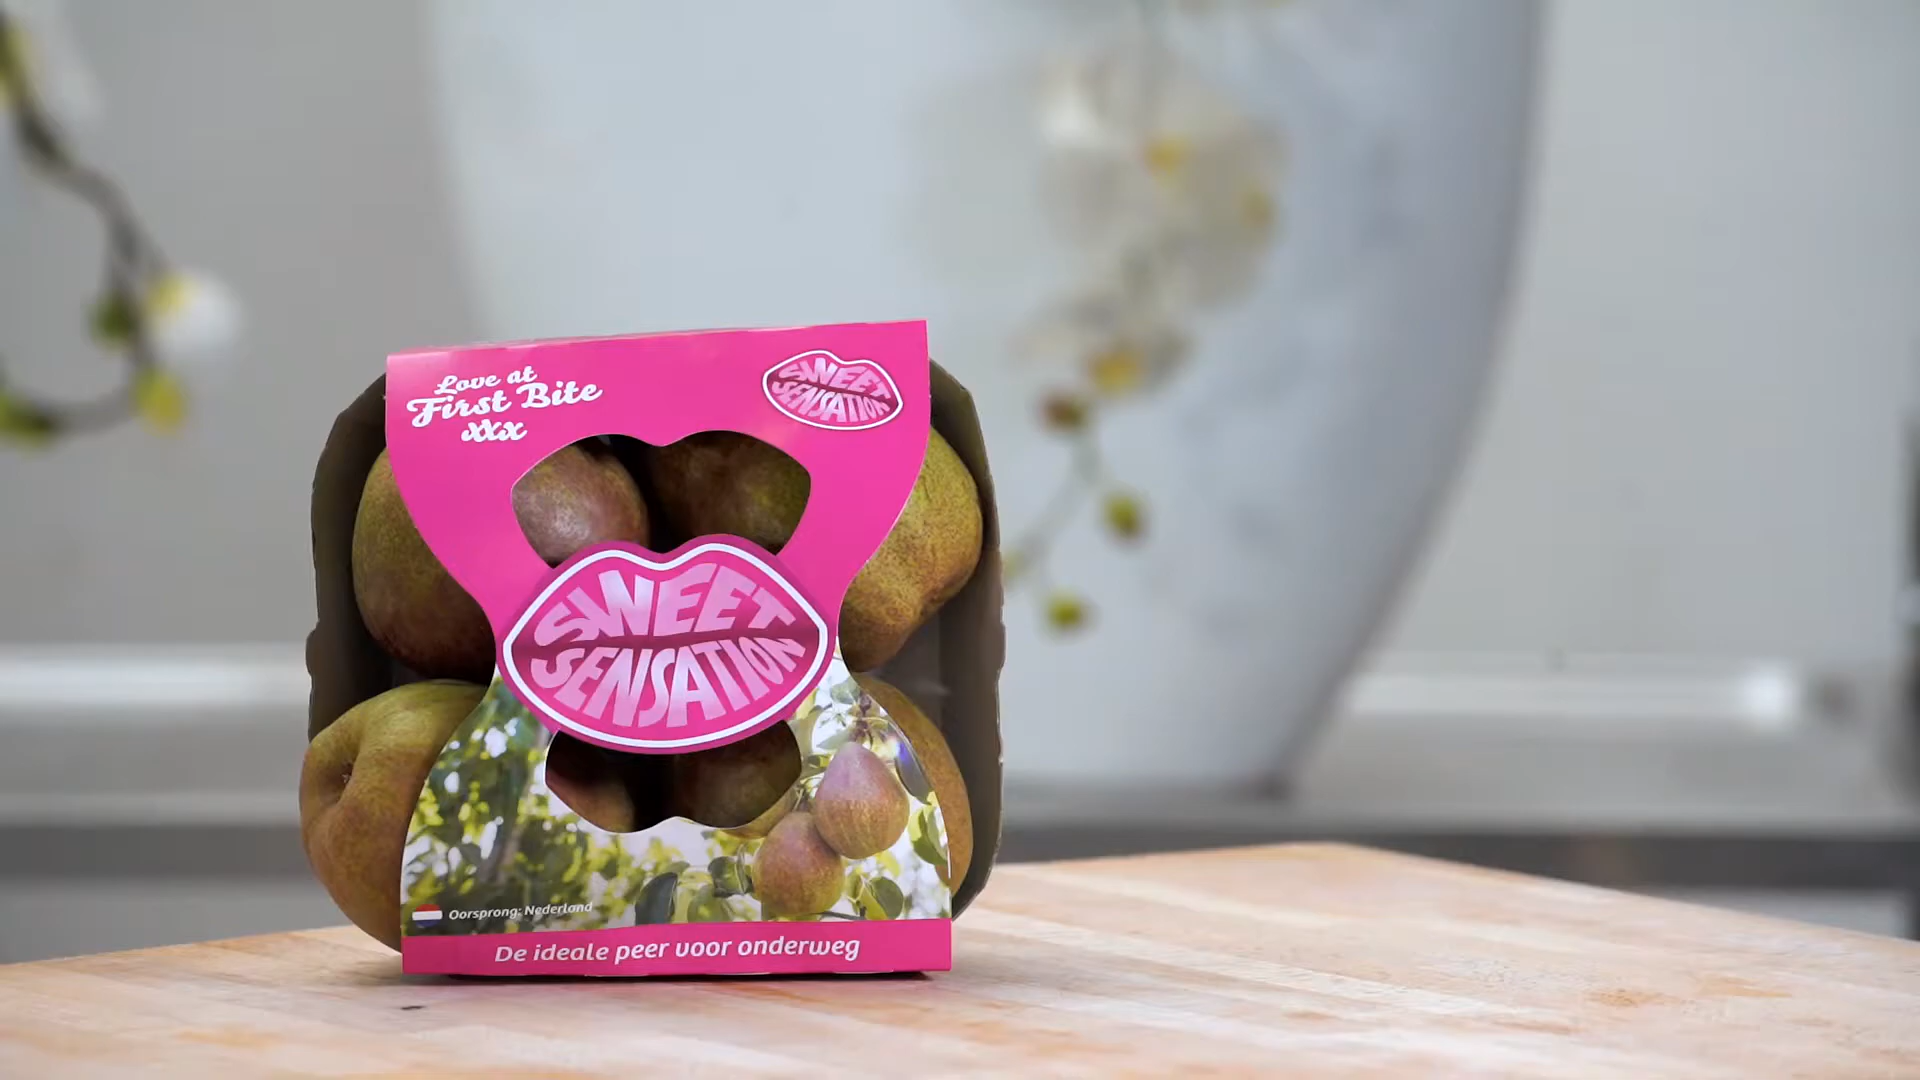 Love at
First Bite
xxx
SWEET
SENSATION
SWEET
SENSATION
Oorsprong: Nederland
De ideale peer voor onderweg